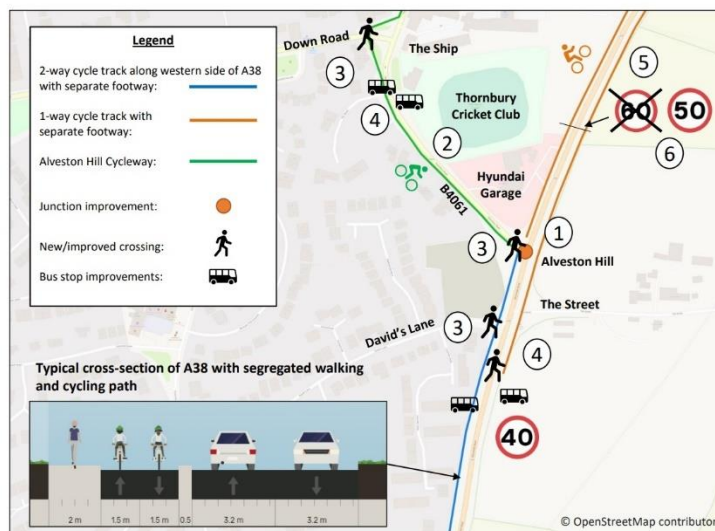 Legend
2-way cycle track along western side of A38
with separate footway:
1-way cycle track with
separate footway:
Alveston Hill Cycleway:
Junction improvement:
New/improved crossing:
Bus stop improvements:
Down Road
The Ship
3
4
Thornbury
Cricket Club
2
5
60
50
6
Hyundai
Garage
B4061
3
1
Alveston Hill
The Street
3
David's Lane
4
40
Typical cross-section of A38 with segregated walking
and cycling path
2 m
1.5 m
1.5 m
0.5
3.2 m
3.2 m
© OpenStreetMap contributor